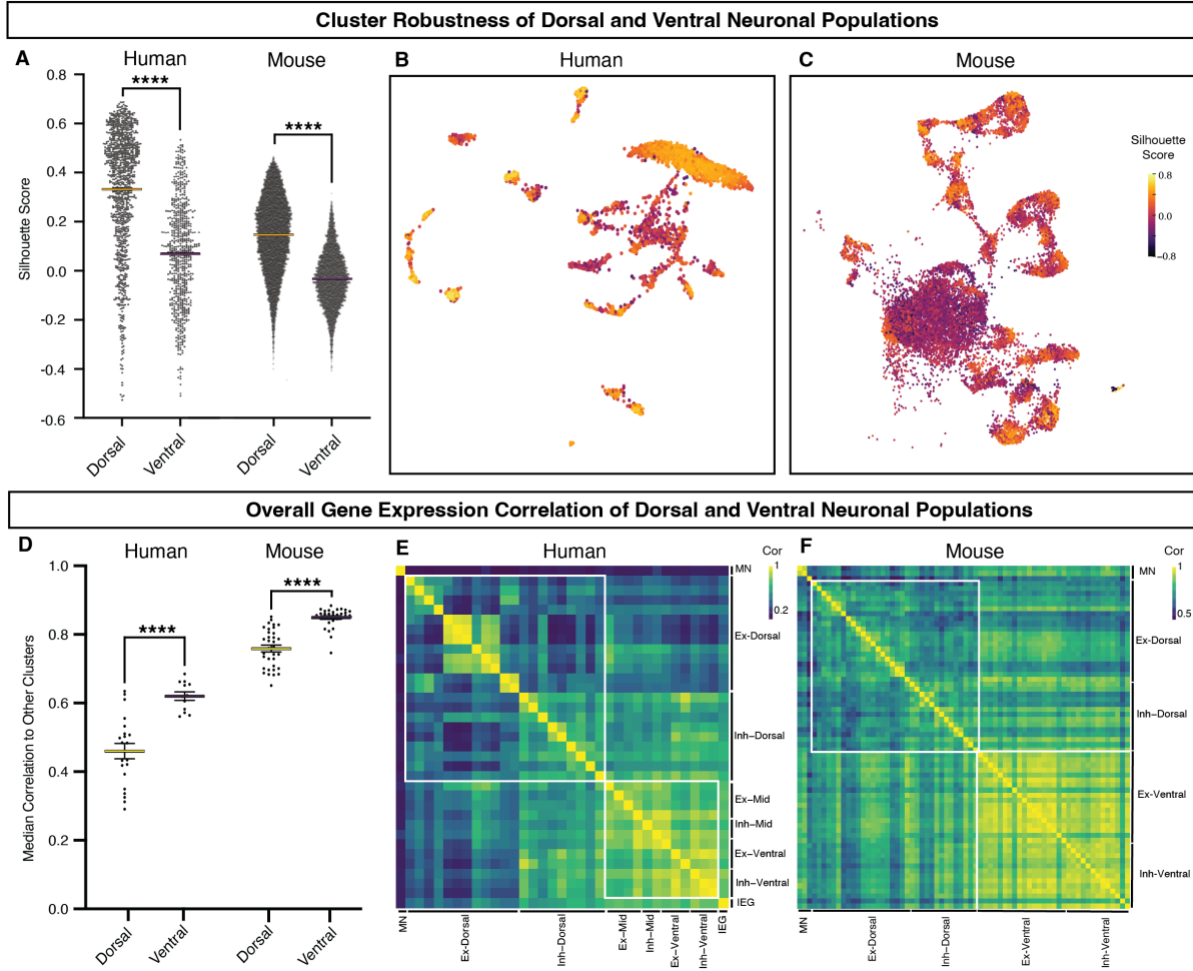 Cluster Robustness of Dorsal and Ventral Neuronal Populations
A
Human
Mouse
****
****
Silhouette Score
0.8
0.6
0.4
0.2
0.0
-0.2
-0.4
-0.6
Dorsal
Ventral
Dorsal
Ventral
B
Human
C
Mouse
Silhouette
Score
0.8
0.0
−0.8
Overall Gene Expression Correlation of Dorsal and Ventral Neuronal Populations
D
Human
Mouse
****
****
Median Correlation to Other Clusters
1.0
0.8
0.6
0.4
0.2
0.0
Dorsal
Ventral
Dorsal
Ventral
E
Human
Cor
1
0.2
MN
Ex-Dorsal
Inh-Dorsal
Ex−Mid
Inh−Mid
Ex−Ventral
Inh−Ventral
IEG
MN
Ex-Dorsal
Inh–Dorsal
Ex−Mid
Inh−Mid
Ex−Ventral
Inh−Ventral
IEG
F
Mouse
Cor
1
0.5
MN
Ex-Dorsal
Inh-Dorsal
Ex-Ventral
Inh-Ventral
MN
Ex-Dorsal
Inh-Dorsal
Ex-Ventral
Inh-Ventral